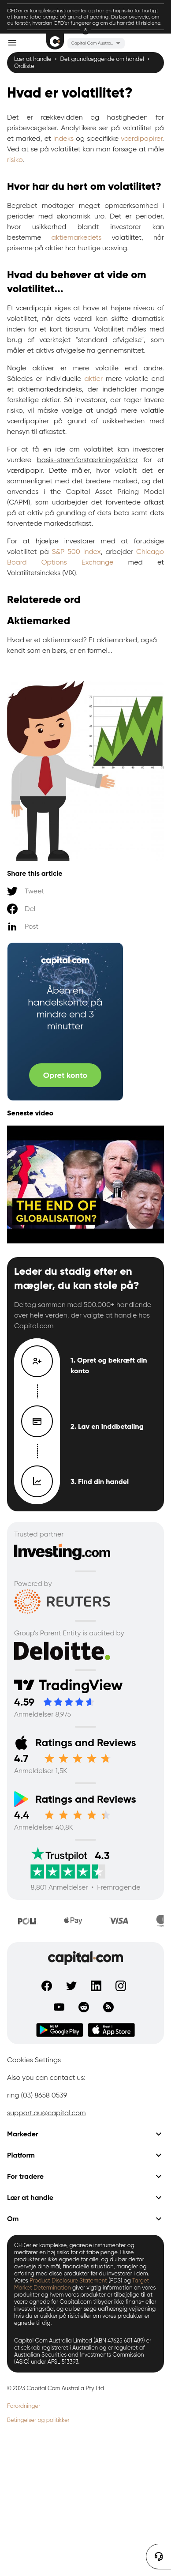 CFD'er er komplekse instrumenter og har en høj risiko for hurtigt
at tabe penge på grund af gearing. Du bør overveje, om
du forstår, hvordan CFD'er fungerer, og om du har råd til risiciene.
Capital Com Austra...
Lær at handle • Det grundlæggende om handel •
Ordliste
Hvad er volatilitet?
Det er rækkevidden og hastigheden for
prisbevægelser. Analytikere ser på volatilitet på
et marked, et indeks og specifikke værdipapirer.
Ved at se på volatilitet kan man forsøge at måle
risiko.
Hvor har du hørt om volatilitet?
Begrebet modtager meget opmærksomhed i
perioder med økonomisk uro. Det er perioder,
hvor usikkerhed blandt investorer kan
bestemme aktiemarkedets volatilitet, når
priserne på aktier har hurtige udsving.
Hvad du behøver at vide om
volatilitet...
Et værdipapir siges at have et højere niveau af
volatilitet, når dets værdi kan skifte dramatisk
inden for et kort tidsrum. Volatilitet måles med
brug af værktøjet "standard afvigelse", som
måler et aktivs afvigelse fra gennemsnittet.
Nogle aktiver er mere volatile end andre.
Således er individuelle aktier mere volatile end
aktiemarkedsindeks, der indeholder mange
forskellige aktier. Så investorer, der tager lavere
risiko, vil måske vælge at undgå mere volatile
værdipapirer på grund af usikkerheden med
hensyn til afkastet.
For at få en ide om volatilitet kan investorer
vurdere basis-strømforstærkningsfaktor for et
værdipapir. Dette måler, hvor volatilt det er
sammenlignet med det bredere marked, og det
anvendes i the Capital Asset Pricing Model
(CAPM), som udarbejder det forventede afkast
på et aktiv på grundlag af dets beta samt dets
forventede markedsafkast.
For at hjælpe investorer med at forudsige
volatilitet på S&P 500 Index, arbejder Chicago
Board Options Exchange med et
Volatilitetsindeks (VIX).
Relaterede ord
Aktiemarked
Hvad er et aktiemarked? Et aktiemarked, også
kendt som en børs, er en formel...
Share this article
Tweet
Del
Post
capital.com
Åben en
handelskonto på
mindre end 3
minutter
Opret konto
Seneste video
THE END OF
GLOBALISATION?
Leder du stadig efter en
mægler, du kan stole på?
Deltag sammen med 500.000+ handlende
over hele verden, der valgte at handle hos
Capital.com
1. Opret og bekræft din
konto
2. Lav en inddbetaling
3. Find din handel
Trusted partner
Investing.com
Powered by
REUTERS
Group's Parent Entity is audited by
Deloitte.
TradingView
4.59
Anmeldelser 8,975
Ratings and Reviews
4.7
Anmeldelser 1,5K
Ratings and Reviews
4.4
Anmeldelser 40,8K
Trustpilot 4.3
8,801 Anmeldelser • Fremragende
POLi
Pay
VISA
capital.com
Google Play
App Store
Cookies Settings
Also you can contact us:
ring (03) 8658 0539
support.au@capital.com
Markeder
Platform
For tradere
Lær at handle
Om
CFD'er er komplekse, gearede instrumenter og
medfører en høj risiko for at tabe penge. Disse
produkter er ikke egnede for alle, og du bør derfor
overveje dine mål, finansielle situation, mængler og
erfaring med disse produkter før du investerer i dem.
Vores Product Disclosure Statement (PDS) og Target
Market Determination giver vigtig information on vores
produkter og hvem vores produkter er tilføjelser til at
være egnede for Capital.com tilbyder ikke finans- eller
investeringsråd, og du bør søge uafhængig vejledning
hvis du er usikker på risici eller om vores produkter er
egnede til dig.
Capital Com Australia Limited (ABN 47625 601 489) er
et selskab registreret i Australien og er reguleret af
Australian Securities and Investments Commission
(ASIC) under AFSL 513393.
© 2023 Capital Com Australia Pty Ltd
Forordninger
Betingelser og politikker